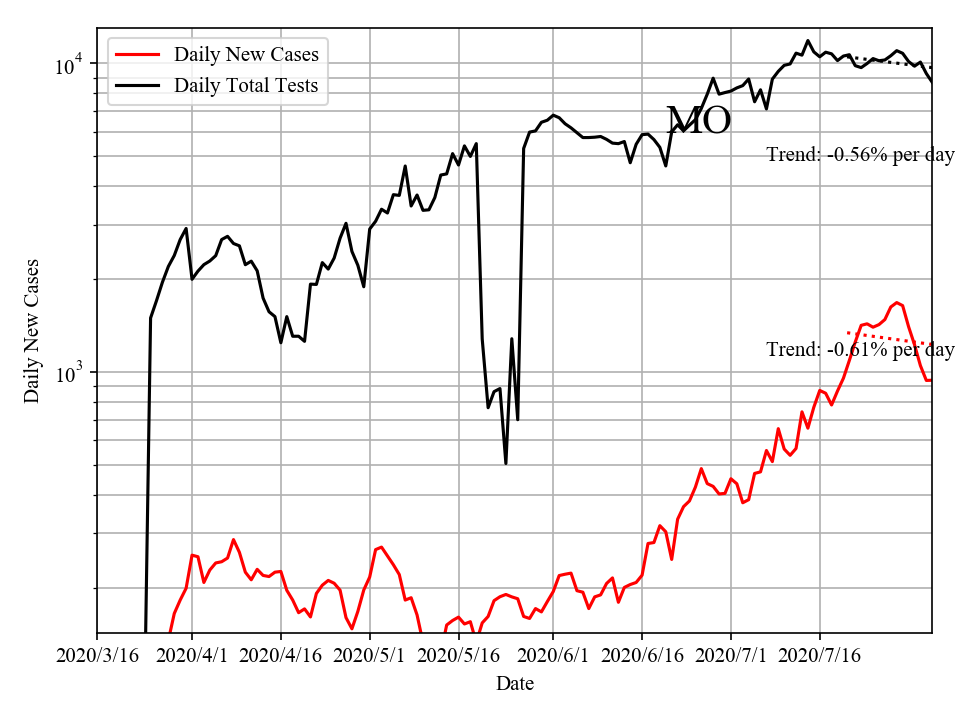 Daily New Cases
Daily Total Tests
10^4
MO
Trend: -0.56% per day
Daily New Cases
Trend: -0.61% per day
10^3
2020/3/16 2020/4/1 2020/4/16 2020/5/1 2020/5/16 2020/6/1 2020/6/16 2020/7/1 2020/7/16
Date